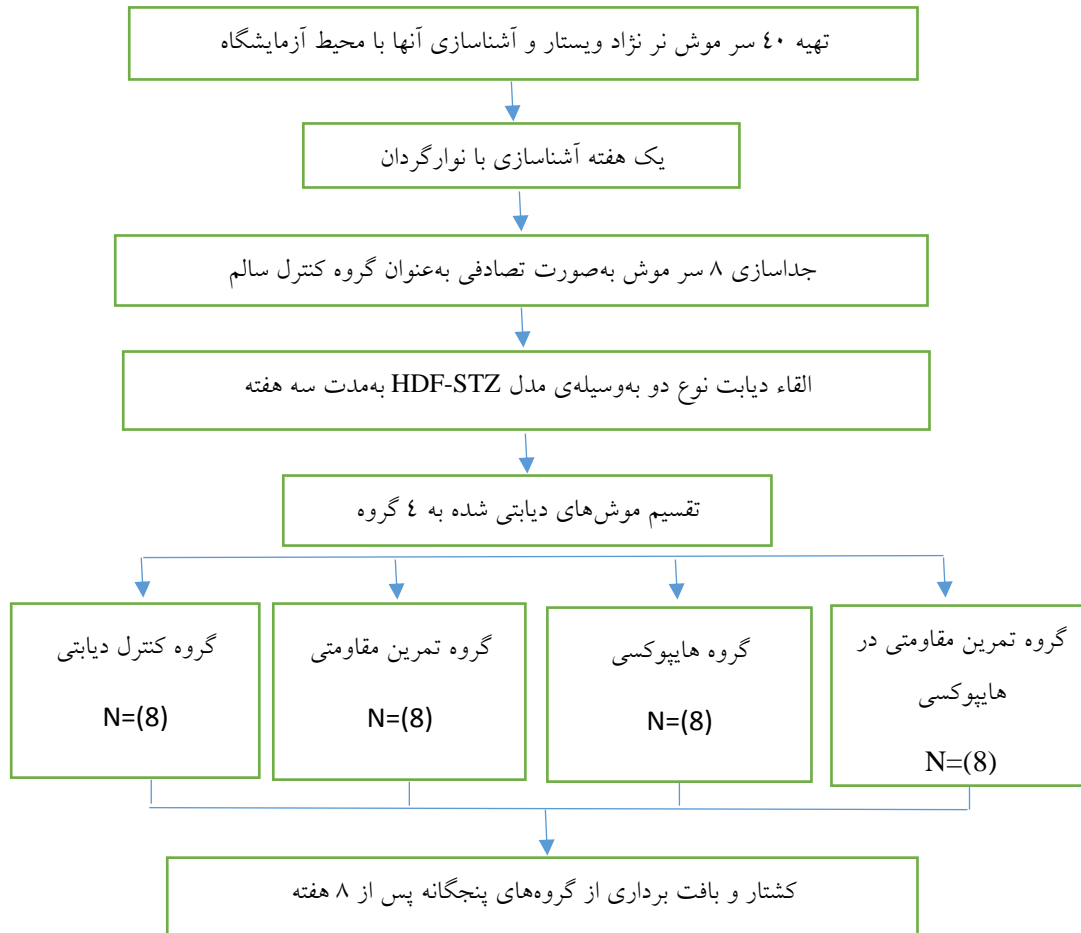 تهیه ٤٠ سر موش نر نژاد ویستار و آشناسازی آنها با محیط آزمایشگاه
یک هفته آشناسازی با نوارگردان
جداسازی ٨ سر موش به‌صورت تصادفی به‌عنوان گروه کنترل سالم
القاء دیابت نوع دو به‌وسیله‌ی مدل HDF-STZ به‌مدت سه هفته
تقسیم موش‌های دیابتی شده به ٤ گروه
گروه تمرین مقاومتی در
هایپوکسی
N=(8)
گروه هایپوکسی
N=(8)
گروه تمرین مقاومتی
N=(8)
گروه کنترل دیابتی
N=(8)
کشتار و بافت برداری از گروه‌های پنجگانه پس از ٨ هفته